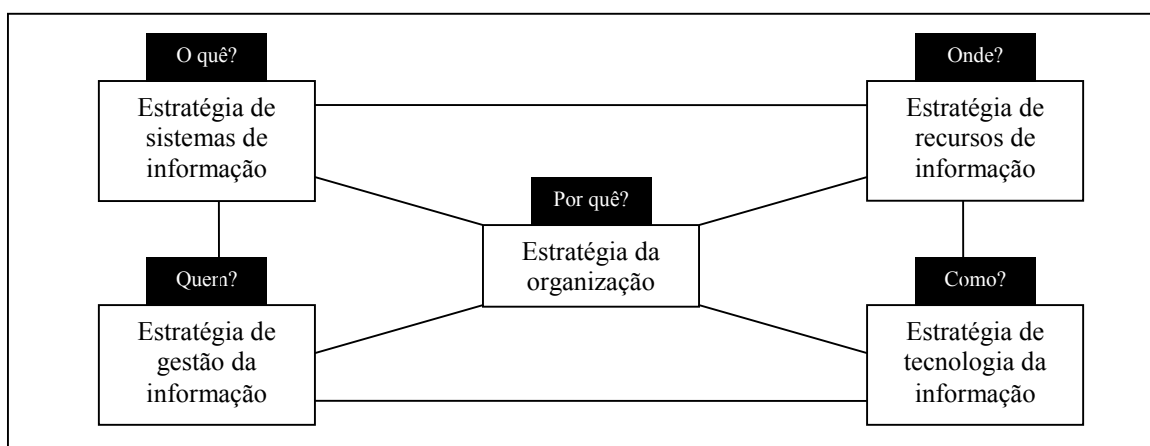 O quê?
Estratégia de
sistemas de
informação
Onde?
Estratégia de
recursos de
informação
Por quê?
Estratégia da
organização
Quem?
Estratégia de
gestão da
informação
Como?
Estratégia de
tecnologia da
informação